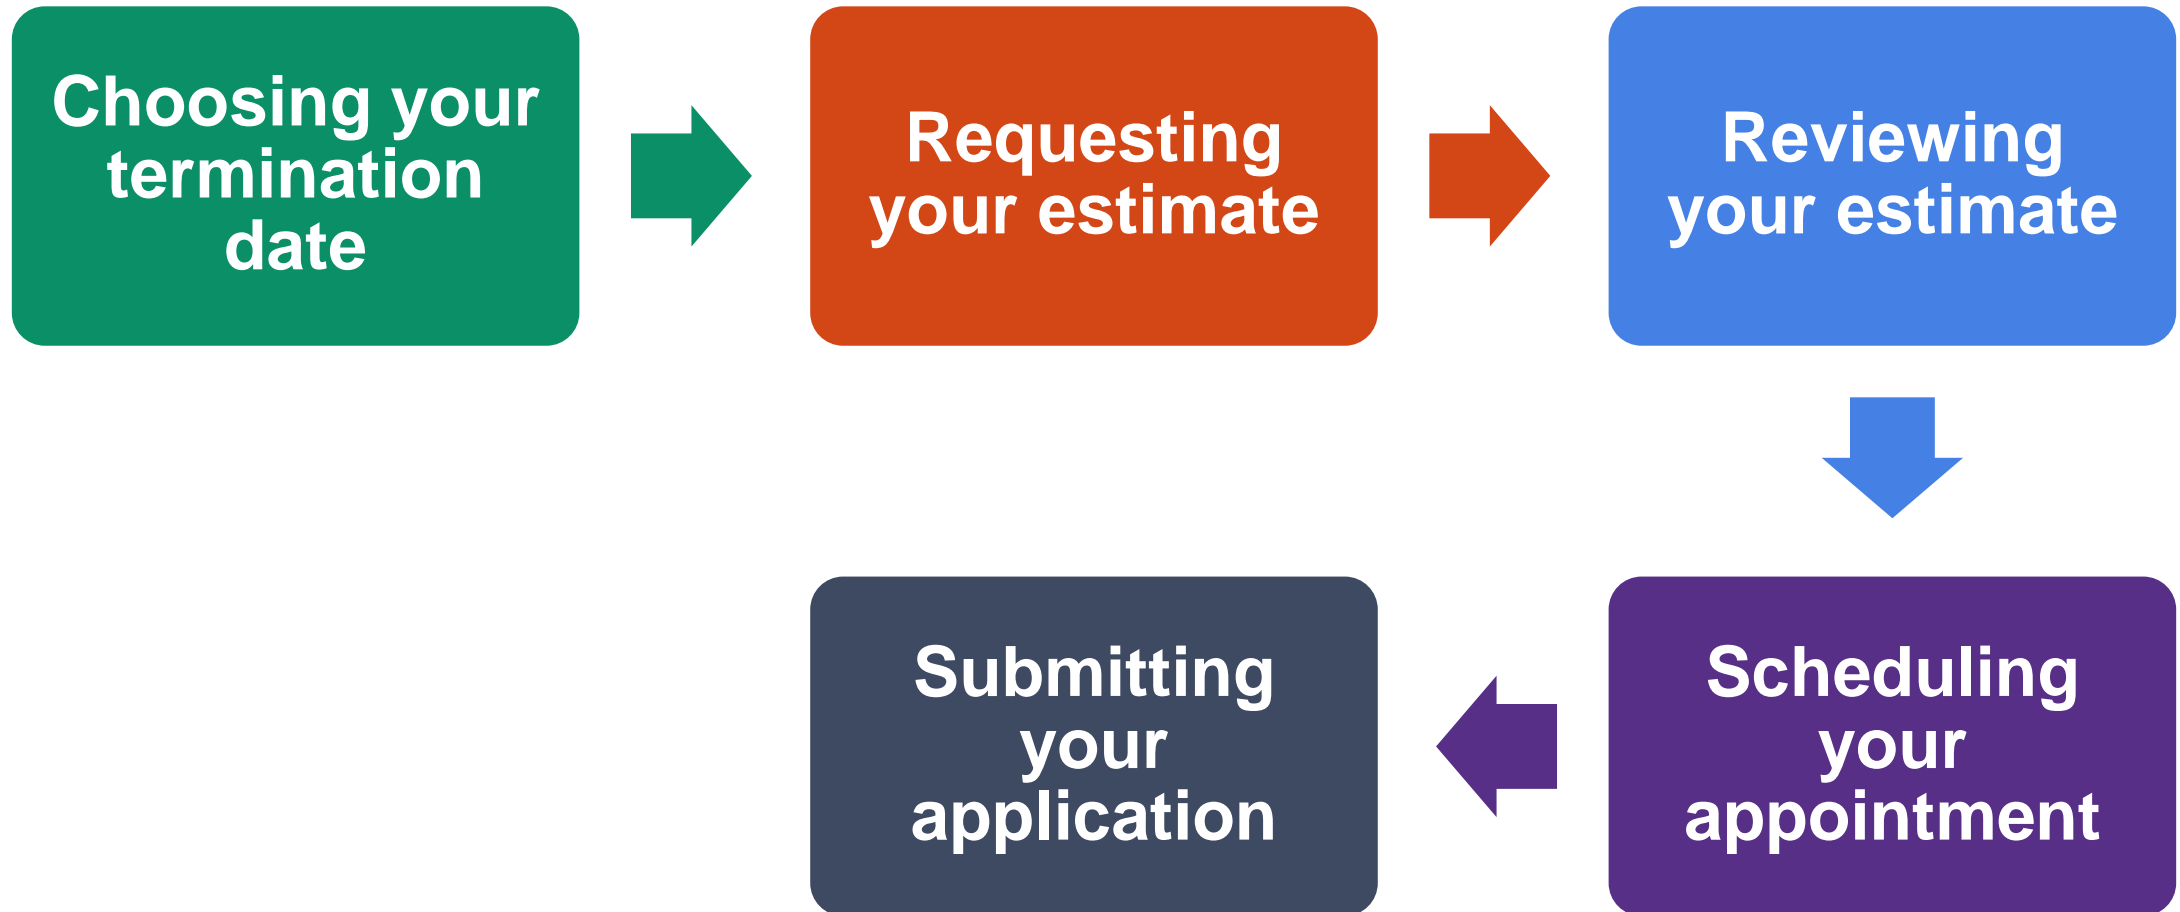 Choosing your
termination
date
Requesting
your estimate
Reviewing
your estimate
Scheduling
your
appointment
Submitting
your
application